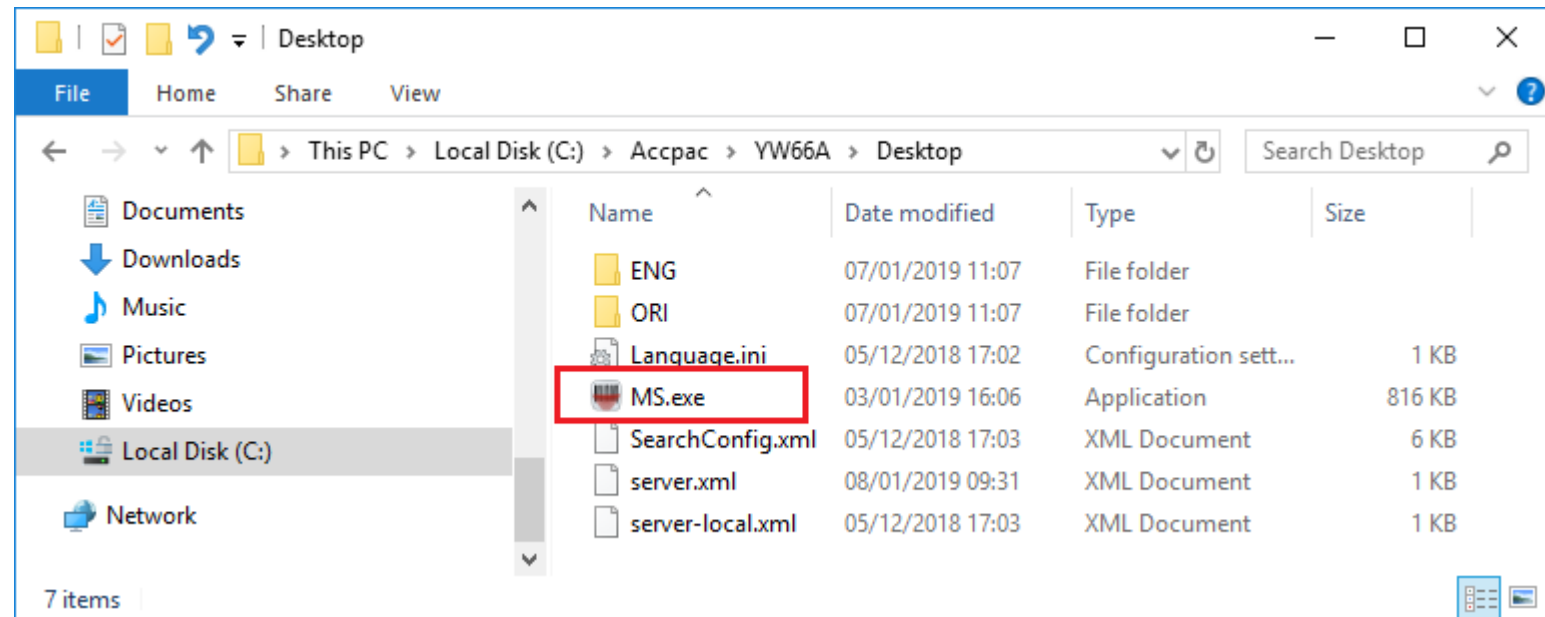 Desktop
File Home Share View
This PC > Local Disk (C:) > Accpac > YW66A > Desktop
Search Desktop
Documents
Downloads
Music
Pictures
Videos
Local Disk (C:)
Network
Name Date modified Type Size
ENG 07/01/2019 11:07 File folder
ORI 07/01/2019 11:07 File folder
Language.ini 05/12/2018 17:02 Configuration sett... 1 KB
MS.exe 03/01/2019 16:06 Application 816 KB
SearchConfig.xml 05/12/2018 17:03 XML Document 6 KB
server.xml 08/01/2019 09:31 XML Document 1 KB
server-local.xml 05/12/2018 17:03 XML Document 1 KB
7 items